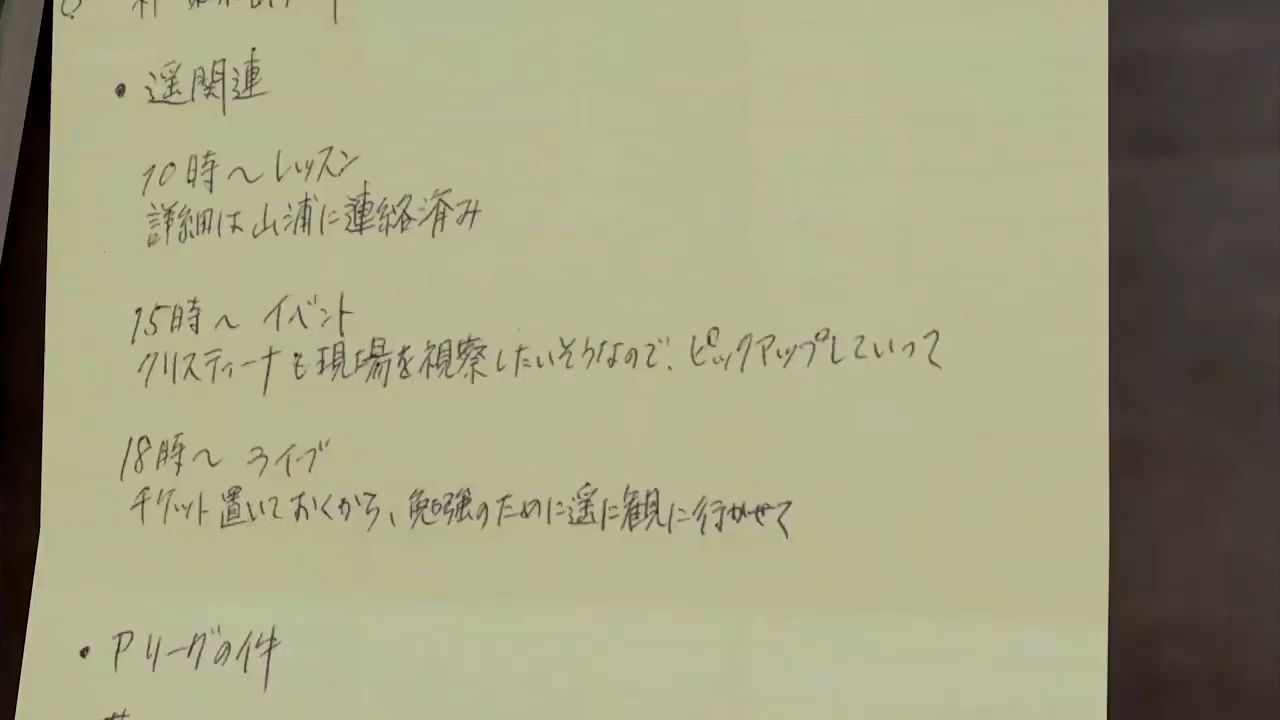 ・遥関連
10時〜レッスン
詳細は山浦に連絡済み
15時〜 イベント
クリスティーナも現場を視察したいそうなので、ピックアップしていって
18時〜 ライブ
チケット置いておくから、勉強のために遥に観に行かせて
・Pリーグの件